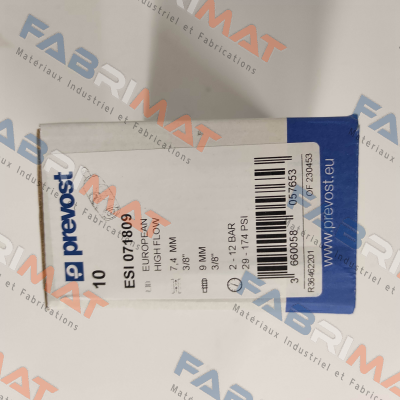 prevost
10
ESI 071809
EUROPEAN
HIGH FLOW
7,4 MM
3/8"
9 MM
3/8"
2 - 12 BAR
29 - 174 PSI
3 660058 057653
R36462201
OF 230453
www.prevost.eu
FABRIMAT
Matériaux Industriel et Fabrications